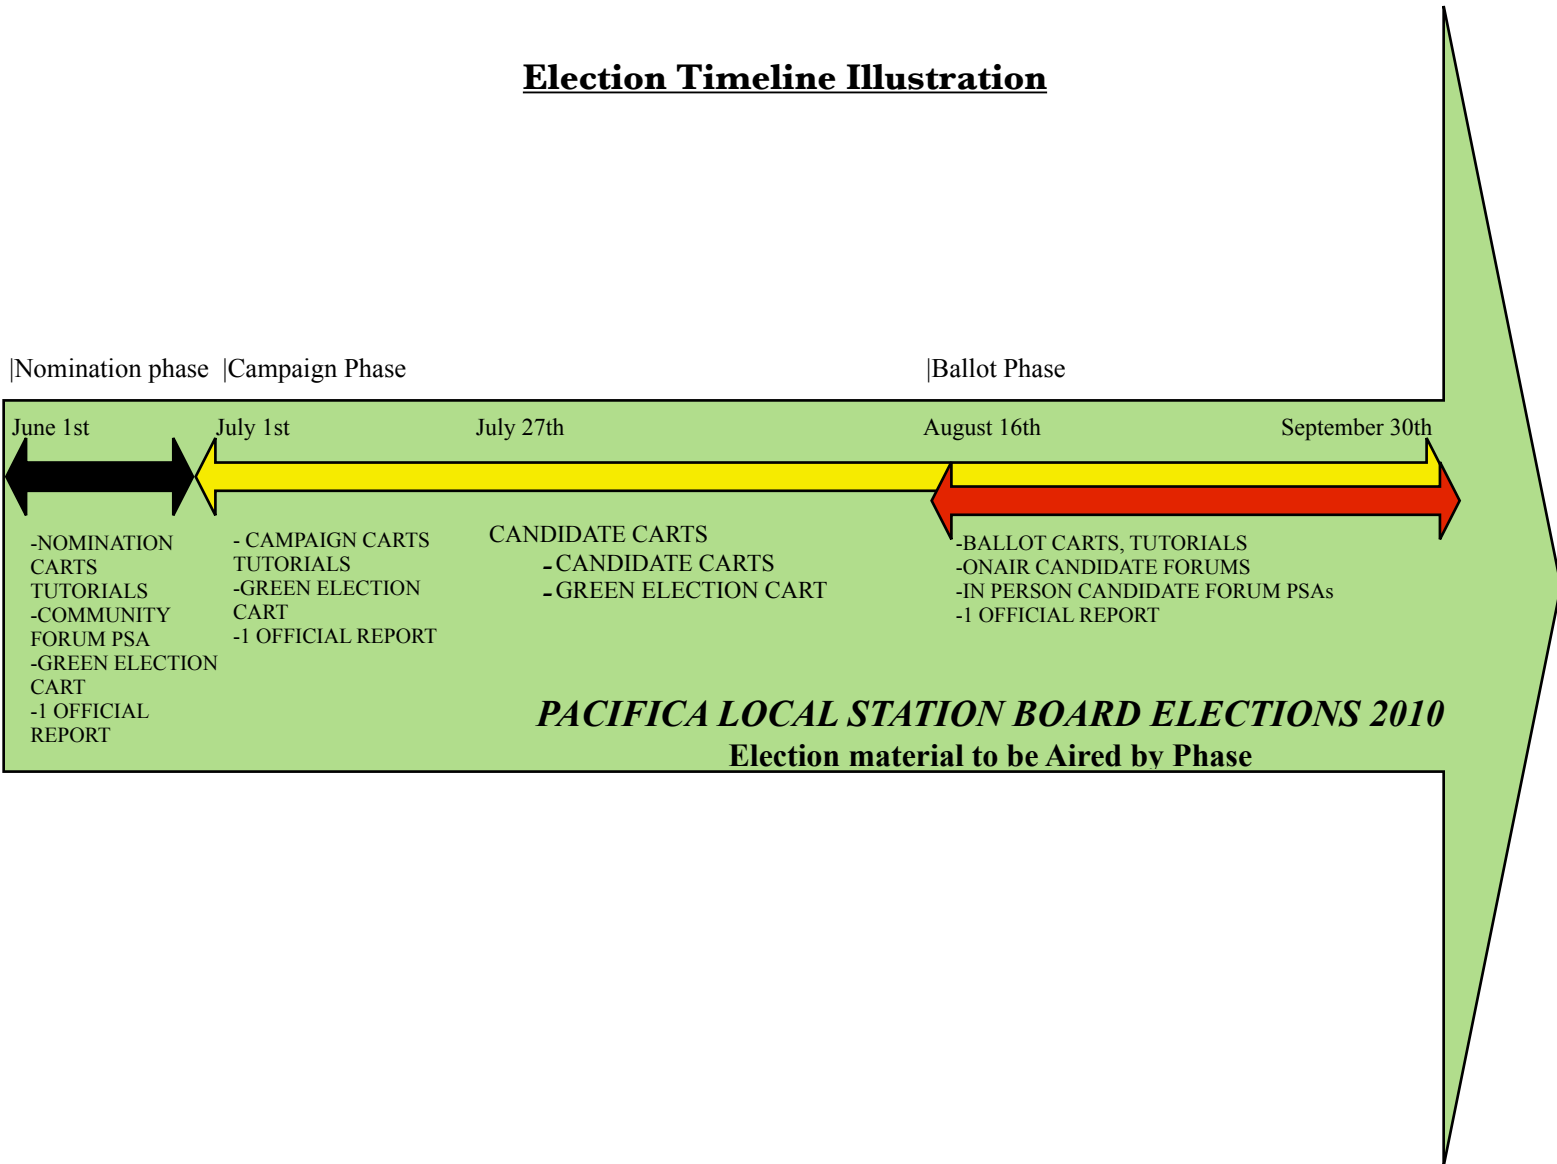 Election Timeline Illustration
|Nomination phase |Campaign Phase |Ballot Phase
June 1st July 1st July 27th August 16th September 30th
-NOMINATION
CARTS
TUTORIALS
-COMMUNITY
FORUM PSA
-GREEN ELECTION
CART
-1 OFFICIAL
REPORT
- CAMPAIGN CARTS
TUTORIALS
-GREEN ELECTION
CART
-1 OFFICIAL REPORT
CANDIDATE CARTS
- CANDIDATE CARTS
- GREEN ELECTION CART
-BALLOT CARTS, TUTORIALS
-ONAIR CANDIDATE FORUMS
-IN PERSON CANDIDATE FORUM PSAs
-1 OFFICIAL REPORT
PACIFICA LOCAL STATION BOARD ELECTIONS 2010
Election material to be Aired by Phase